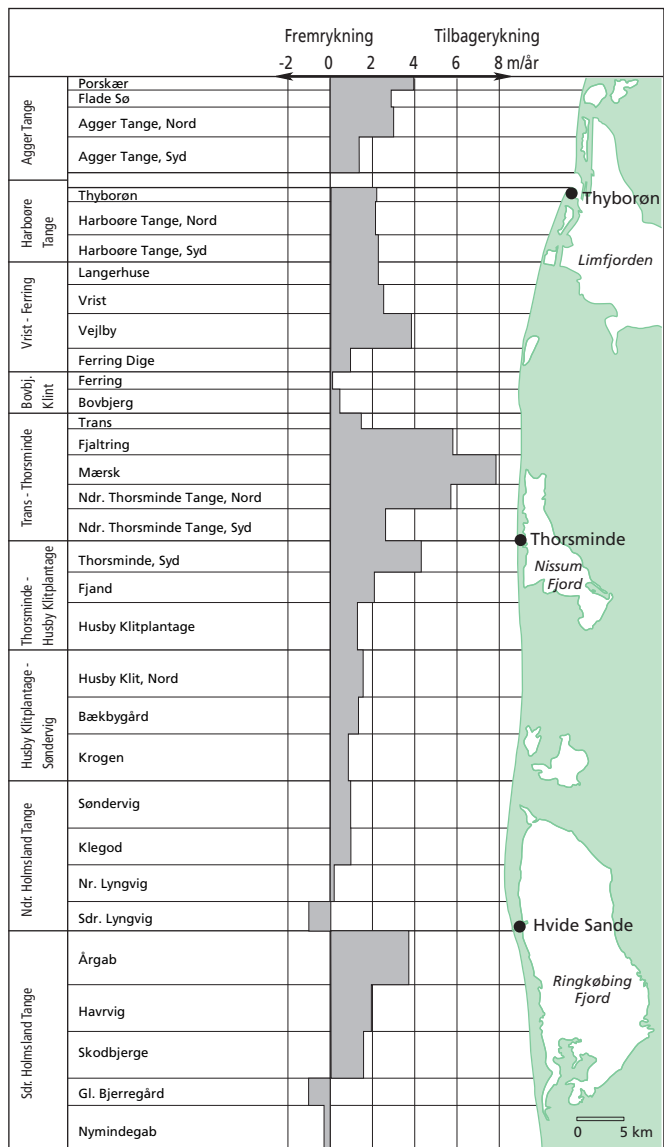 Fremrykning Tilbagerykning
-2 0 2 4 6 8 m/år
Agger Tange
Porskær
Flade Sø
Agger Tange, Nord
Agger Tange, Syd
Harboøre
Tange
Thyborøn
Harboøre Tange, Nord
Harboøre Tange, Syd
Vrist - Ferring
Langerhuse
Vrist
Vejlby
Ferring Dige
Bovbj.
Klint
Ferring
Bovbjerg
Trans - Thorsminde
Trans
Fjaltring
Mærsk
Ndr. Thorsminde Tange, Nord
Ndr. Thorsminde Tange, Syd
Thorsminde -
Husby Klitplantage
Thorsminde, Syd
Fjand
Husby Klitplantage
Husby Klitplantage -
Søndervig
Husby Klit, Nord
Bækbygård
Krogen
Ndr. Holmsland Tange
Søndervig
Klegod
Nr. Lyngvig
Sdr. Lyngvig
Sdr. Holmsland Tange
Årgab
Havrvig
Skodbjerge
Gl. Bjerregård
Nymindegab
Thyborøn
Limfjorden
Thorsminde
Nissum
Fjord
Hvide Sande
Ringkøbing
Fjord
0 5 km